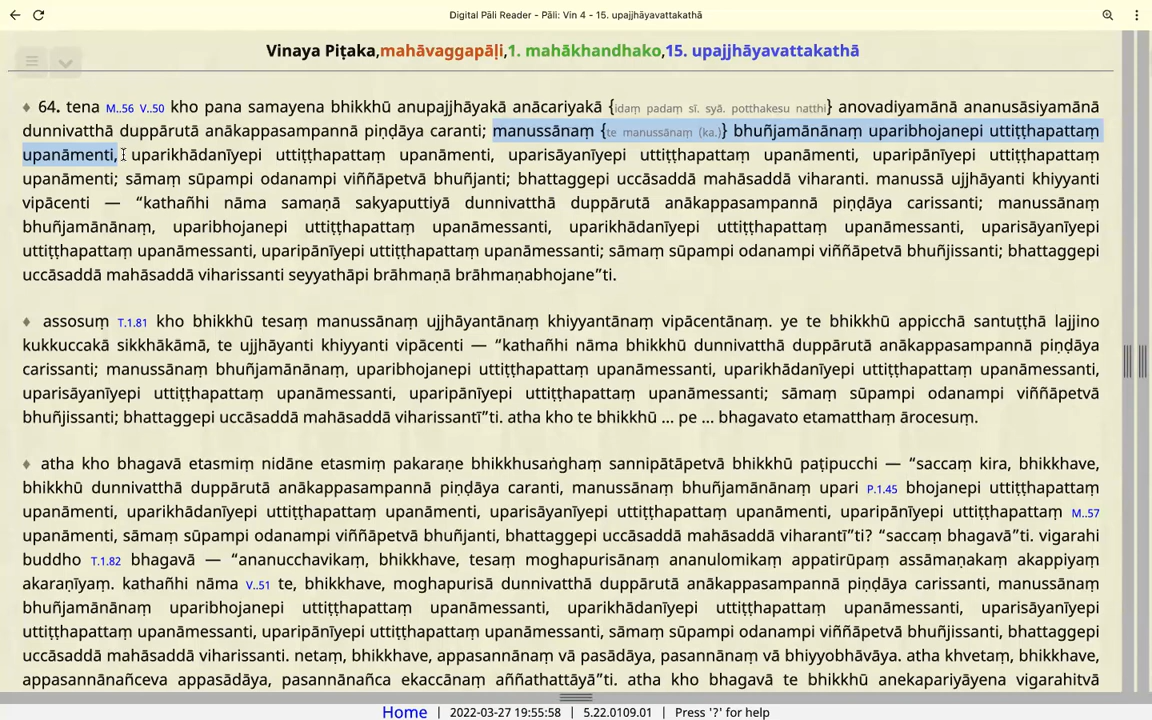 Digital Pāli Reader - Pāli: Vin 4 - 15. upajjhāyavattakathā
Vinaya Piṭaka,mahāvaggapāḷi,1. mahākhandhako,15. upajjhāyavattakathā
♦ 64. tena M..56 V..50 kho pana samayena bhikkhū anupajjhāyakā anācariyakā {idaṃ padaṃ sī. syā. potthakesu natthi} anovadiyamānā ananusāsiyamānā
dunnivatthā duppārutā anākappasampannā piṇḍāya caranti; manussānaṃ {te manussānaṃ (ka.)} bhuñjamānānaṃ uparibhojanepi uttiṭṭhapattaṃ
upanāmenti, uparikhādanīyepi uttiṭṭhapattaṃ upanāmenti, uparisāyanīyepi uttiṭṭhapattaṃ upanāmenti, uparipānīyepi uttiṭṭhapattaṃ
upanāmenti; sāmaṃ sūpampi odanampi viññāpetvā bhuñjanti; bhattaggepi uccāsaddā mahāsaddā viharanti. manussā ujjhāyanti khiyyanti
vipācenti — “kathañhi nāma samaṇā sakyaputtiyā dunnivatthā duppārutā anākappasampannā piṇḍāya carissanti; manussānaṃ
bhuñjamānānaṃ, uparibhojanepi uttiṭṭhapattaṃ upanāmessanti, uparikhādanīyepi uttiṭṭhapattaṃ upanāmessanti, uparisāyanīyepi
uttiṭṭhapattaṃ upanāmessanti, uparipānīyepi uttiṭṭhapattaṃ upanāmessanti; sāmaṃ sūpampi odanampi viññāpetvā bhuñjissanti; bhattaggepi
uccāsaddā mahāsaddā viharissanti seyyathāpi brāhmaṇā brāhmaṇabhojane”ti.
♦ assosuṃ T.1.81 kho bhikkhū tesaṃ manussānaṃ ujjhāyantānaṃ khiyyantānaṃ vipācentānaṃ. ye te bhikkhū appicchā santuṭṭhā lajjino
kukkuccakā sikkhākāmā, te ujjhāyanti khiyyanti vipācenti — “kathañhi nāma bhikkhū dunnivatthā duppārutā anākappasampannā piṇḍāya
carissanti; manussānaṃ bhuñjamānānaṃ, uparibhojanepi uttiṭṭhapattaṃ upanāmessanti, uparikhādanīyepi uttiṭṭhapattaṃ upanāmessanti,
uparisāyanīyepi uttiṭṭhapattaṃ upanāmessanti, uparipānīyepi uttiṭṭhapattaṃ upanāmessanti; sāmaṃ sūpampi odanampi viññāpetvā
bhuñjissanti; bhattaggepi uccāsaddā mahāsaddā viharissantī”ti. atha kho te bhikkhū ... pe ... bhagavato etamatthaṃ ārocesuṃ.
♦ atha kho bhagavā etasmiṃ nidāne etasmiṃ pakaraṇe bhikkhusaṅghaṃ sannipātāpetvā bhikkhū paṭipucchi — “saccaṃ kira, bhikkhave,
bhikkhū dunnivatthā duppārutā anākappasampannā piṇḍāya caranti, manussānaṃ bhuñjamānānaṃ upari P.1.45 bhojanepi uttiṭṭhapattaṃ
upanāmenti, uparikhādanīyepi uttiṭṭhapattaṃ upanāmenti, uparisāyanīyepi uttiṭṭhapattaṃ upanāmenti, uparipānīyepi uttiṭṭhapattaṃ M..57
upanāmenti, sāmaṃ sūpampi odanampi viññāpetvā bhuñjanti, bhattaggepi uccāsaddā mahāsaddā viharantī”ti? “saccaṃ bhagavā”ti. vigarahi
buddho T.1.82 bhagavā — “ananucchavikaṃ, bhikkhave, tesaṃ moghapurisānaṃ ananulomikaṃ appatirūpaṃ assāmaṇakaṃ akappiyaṃ
akaraṇīyaṃ. kathañhi nāma V..51 te, bhikkhave, moghapurisā dunnivatthā duppārutā anākappasampannā piṇḍāya carissanti, manussānaṃ
bhuñjamānānaṃ uparibhojanepi uttiṭṭhapattaṃ upanāmessanti, uparikhādanīyepi uttiṭṭhapattaṃ upanāmessanti, uparisāyanīyepi
uttiṭṭhapattaṃ upanāmessanti, uparipānīyepi uttiṭṭhapattaṃ upanāmessanti, sāmaṃ sūpampi odanampi viññāpetvā bhuñjissanti, bhattaggepi
uccāsaddā mahāsaddā viharissanti. netaṃ, bhikkhave, appasannānaṃ vā pasādāya, pasannānaṃ vā bhiyyobhāvāya. atha khvetaṃ, bhikkhave,
appasannānañceva appasādāya, pasannānañca ekaccānaṃ aññathattāyā”ti. atha kho bhagavā te bhikkhū anekapariyāyena vigarahitvā
Home | 2022-03-27 19:55:58 | 5.22.0109.01 | Press '?' for help